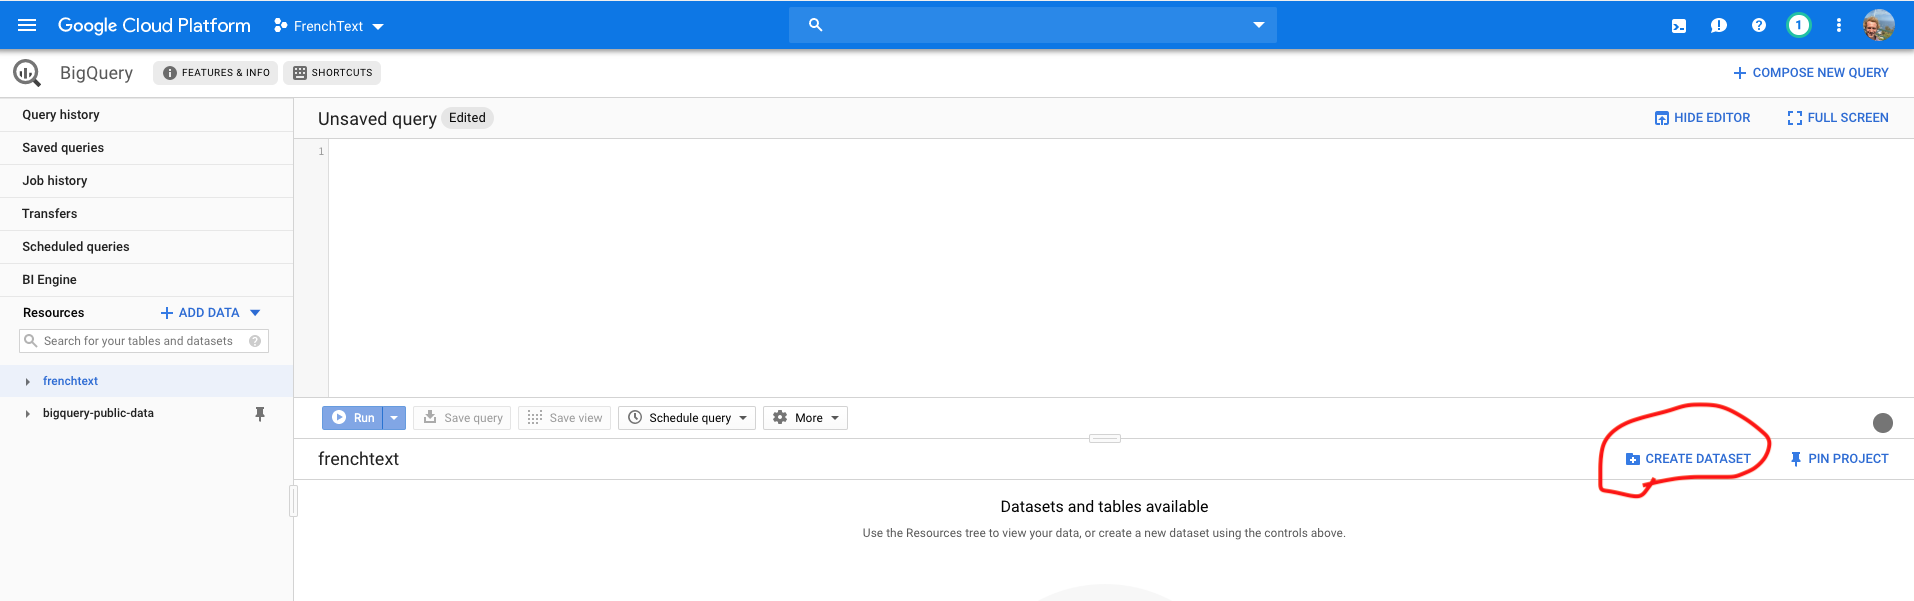 Google Cloud Platform FrenchText 1
BigQuery FEATURES & INFO SHORTCUTS COMPOSE NEW QUERY
Query history
Saved queries
Job history
Transfers
Scheduled queries
BI Engine
Resources ADD DATA
Search for your tables and datasets ?
frenchtext
bigquery-public-data
Unsaved query Edited HIDE EDITOR FULL SCREEN
1
Run Save query Save view Schedule query More
frenchtext CREATE DATASET PIN PROJECT
Datasets and tables available
Use the Resources tree to view your data, or create a new dataset using the controls above.